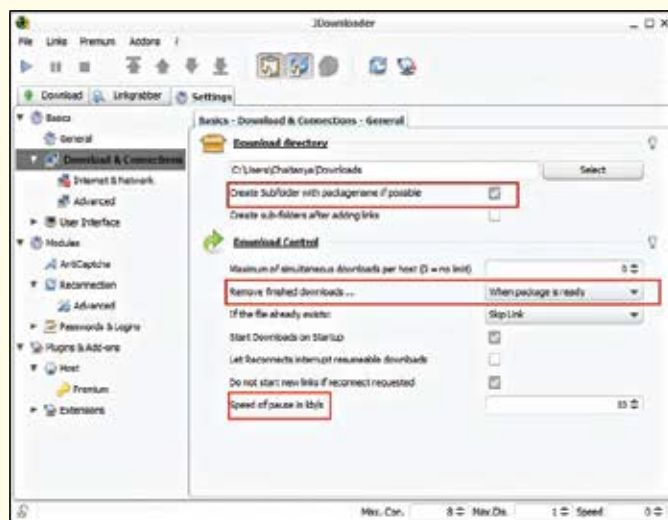 JDownloader
File Links Premium Addons ?
Download Linkgrabber Settings
Basics
General
Download & Connections
Internet & Network
Advanced
User Interface
Modules
AntiCaptcha
Reconnection
Advanced
Passwords & Logins
Plugins & Add-ons
Host
Premium
Extensions
Basics - Download & Connections - General
Download directory
C:\Users\Chaitanya\Downloads Select
Create Subfolder with packagename if possible
Create sub-folders after adding links
Download Control
Maximum of simultaneous downloads per host (0 = no limit) 0
Remove finished downloads ... When package is ready
If the file already exists: Skip Link
Start Downloads on Startup
Let Reconnects interrupt resumeable downloads
Do not start new links if reconnect requested
Speed of pause in kb/s
Max. Con. 8 Max.Dls. 1 Speed 0